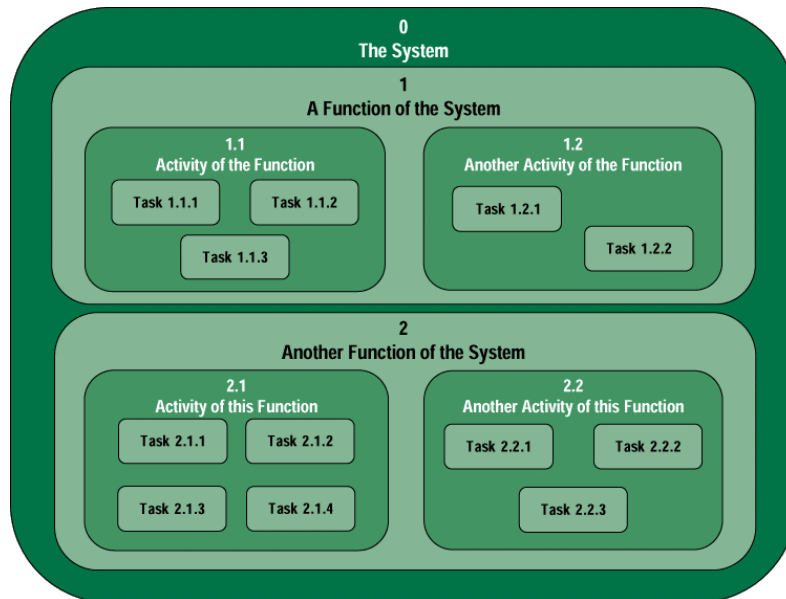 0
The System
1
A Function of the System
1.1
Activity of the Function
Task 1.1.1
Task 1.1.2
Task 1.1.3
1.2
Another Activity of the Function
Task 1.2.1
Task 1.2.2
2
Another Function of the System
2.1
Activity of this Function
Task 2.1.1
Task 2.1.2
Task 2.1.3
Task 2.1.4
2.2
Another Activity of this Function
Task 2.2.1
Task 2.2.2
Task 2.2.3